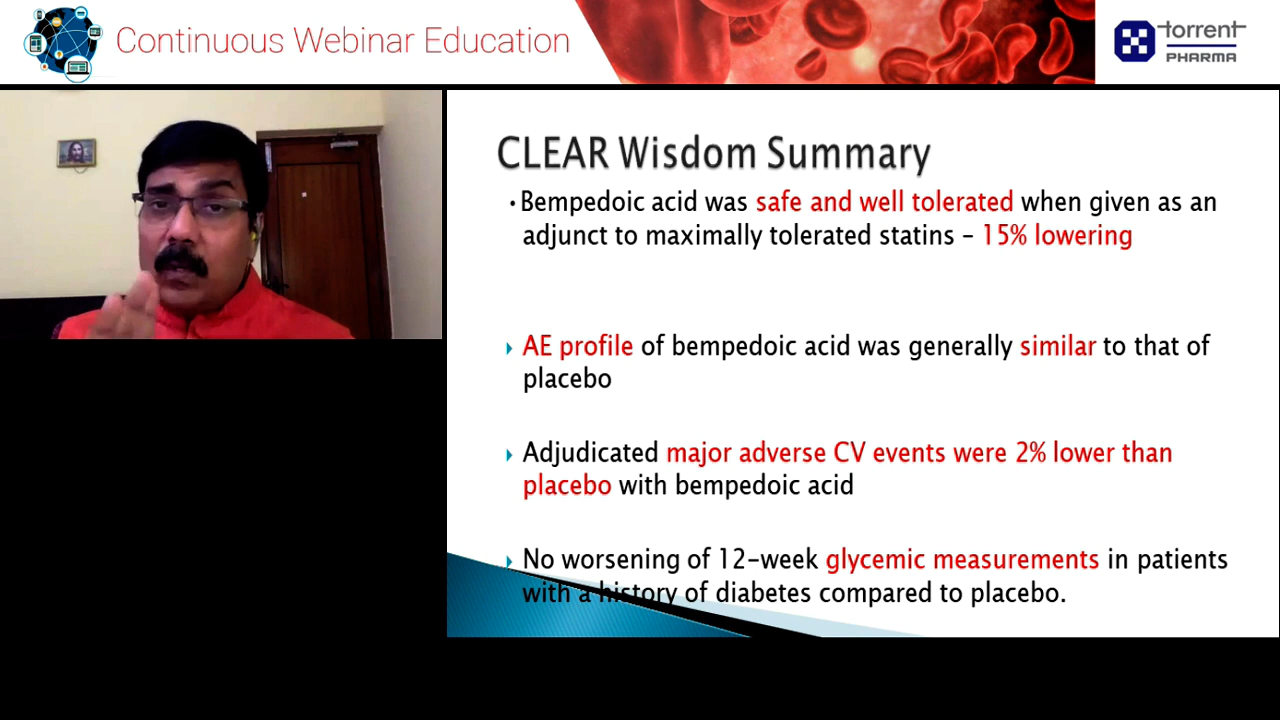 Continuous Webinar Education
torrent
PHARMA
CLEAR Wisdom Summary
• Bempedoic acid was safe and well tolerated when given as an
adjunct to maximally tolerated statins – 15% lowering
AE profile of bempedoic acid was generally similar to that of
placebo
Adjudicated major adverse CV events were 2% lower than
placebo with bempedoic acid
No worsening of 12-week glycemic measurements in patients
with a history of diabetes compared to placebo.